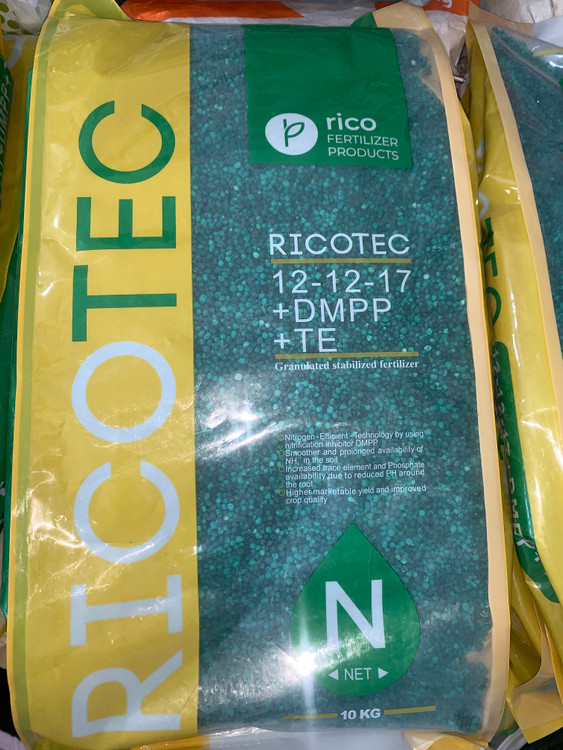 RICOTEC
rico
FERTILIZER
PRODUCTS
RICOTEC
12-12-17
+DMPP
+TE
Granulated stabilized fertilizer
Nitrogen-Efficient-Technology by using
nitrification inhibitor DMPP
Smoother and prolonged availability of
NH₄ in the soil
Increased trace element and Phosphate
availability due to reduced PH around
the root
Higher marketable yield and improved
crop quality
N
NET
10 KG